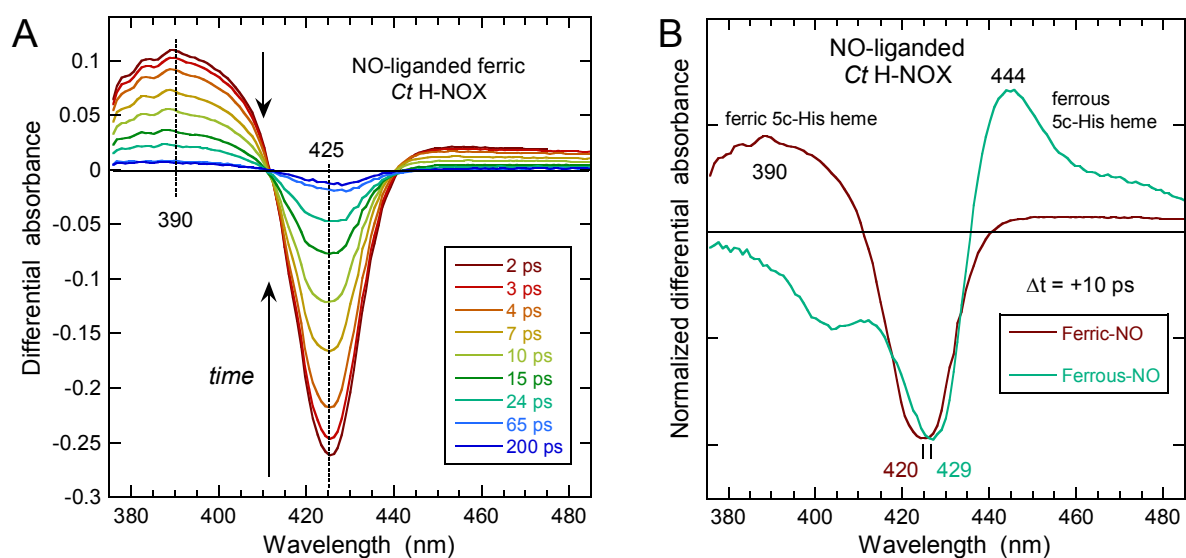 A
NO-liganded ferric
Ct H-NOX
390
425
time
2 ps
3 ps
4 ps
7 ps
10 ps
15 ps
24 ps
65 ps
200 ps
Differential absorbance
0.1
0.05
0
-0.05
-0.1
-0.15
-0.2
-0.25
-0.3
380 400 420 440 460 480
Wavelength (nm)
B
NO-liganded
Ct H-NOX
444
ferric 5c-His heme
ferrous
5c-His heme
390
Δt = +10 ps
Ferric-NO
Ferrous-NO
420 429
Normalized differential absorbance
380 400 420 440 460 480
Wavelength (nm)